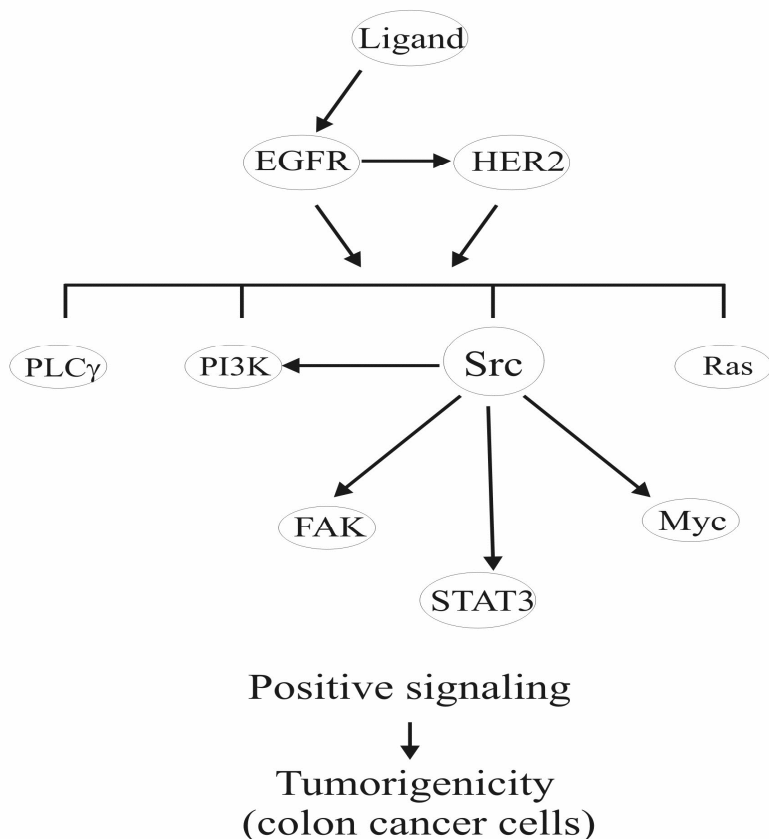 Ligand
EGFR
HER2
PLCγ
PI3K
Src
Ras
FAK
Myc
STAT3
Positive signaling
Tumorigenicity
(colon cancer cells)